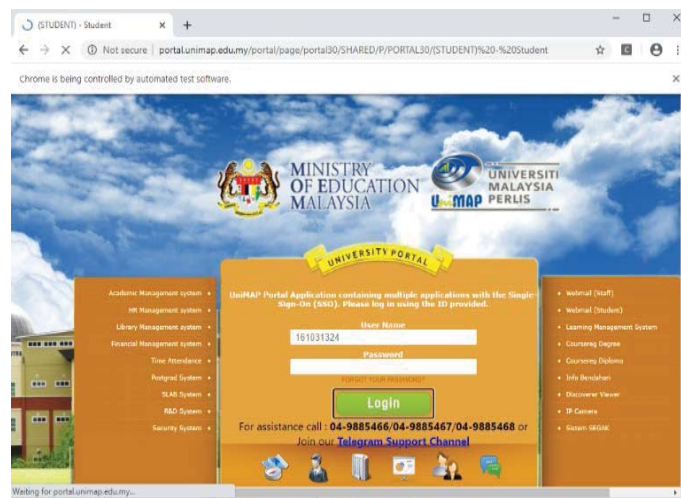 (STUDENT) - Student
Not secure | portal.unimap.edu.my/portal/page/portal30/SHARED/P/PORTAL30/(STUDENT)%20-%20Student
Chrome is being controlled by automated test software.
MINISTRY
OF EDUCATION
MALAYSIA
UniMAP
UNIVERSITI
MALAYSIA
PERLIS
UNIVERSITY PORTAL
UniMAP Portal Application containing multiple applications with the Single
Sign-On (SSO). Please log in using the ID provided.
User Name
161031324
Password
FORGOT YOUR PASSWORD?
Login
For assistance call : 04-9885466/04-9885467/04-9885468 or
Join our Telegram Support Channel
Academic Management system
HR Management system
Library Management system
Financial Management system
Time Attendance
Postgrad System
SLAB System
R&D System
Security System
Webmail (Staff)
Webmail (Student)
Learning Management System
Coursereg Degree
Coursereg Diploma
Info Bendahari
Discoverer Viewer
IP Camera
Sistem SEGAK
Waiting for portal.unimap.edu.my...